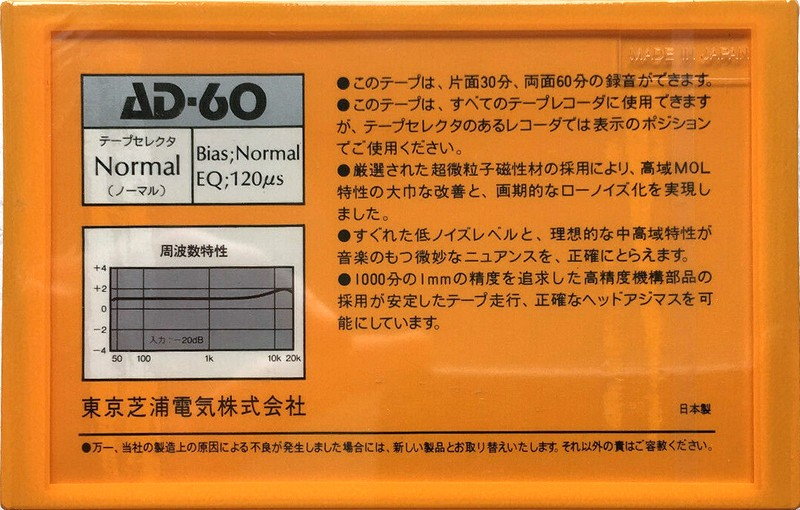 MADE IN JAPAN
AD-60
テープセレクタ
Normal
(ノーマル)
Bias;Normal
EQ;120μs
●このテープは、片面30分、両面60分の録音ができます。
●このテープは、すべてのテープレコーダに使用できます
が、テープセレクタのあるレコーダでは表示のポジション
でご使用ください。
●厳選された超微粒子磁性材の採用により、高域MOL
特性の大巾な改善と、画期的なローノイズ化を実現し
ました。
●すぐれた低ノイズレベルと、理想的な中高域特性が
音楽のもつ微妙なニュアンスを、正確にとらえます。
●1000分の1mmの精度を追求した高精度機構部品の
採用が安定したテープ走行、正確なヘッドアジマスを可
能にしています。
周波数特性
+4
+2
0
−2
−4
入力:−20dB
50 100 1k 10k 20k
東京芝浦電気株式会社
日本製
●万一、当社の製造上の原因による不良が発生しました場合には、新しい製品とお取り替えいたします。それ以外の責はご容赦ください。